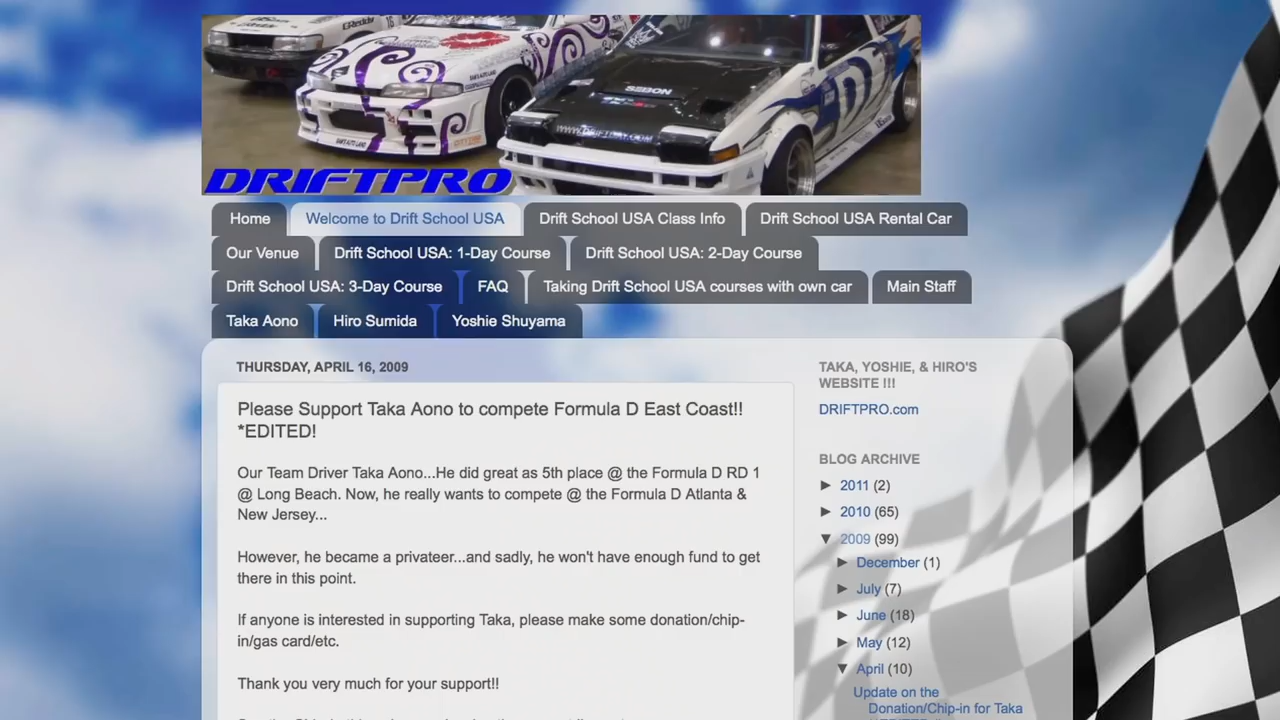 GReddy
SEBON
SAM'S AUTO LAND
DRIFTPRO
Home
Welcome to Drift School USA
Drift School USA Class Info
Drift School USA Rental Car
Our Venue
Drift School USA: 1-Day Course
Drift School USA: 2-Day Course
Drift School USA: 3-Day Course
FAQ
Taking Drift School USA courses with own car
Main Staff
Taka Aono
Hiro Sumida
Yoshie Shuyama
THURSDAY, APRIL 16, 2009
Please Support Taka Aono to compete Formula D East Coast!!
*EDITED!
Our Team Driver Taka Aono...He did great as 5th place @ the Formula D RD 1
@ Long Beach. Now, he really wants to compete @ the Formula D Atlanta &
New Jersey...
However, he became a privateer...and sadly, he won't have enough fund to get
there in this point.
If anyone is interested in supporting Taka, please make some donation/chip-
in/gas card/etc.
Thank you very much for your support!!
TAKA, YOSHIE, & HIRO'S
WEBSITE !!!
DRIFTPRO.com
BLOG ARCHIVE
► 2011 (2)
► 2010 (65)
▼ 2009 (99)
► December (1)
► July (7)
► June (18)
► May (12)
▼ April (10)
Update on the
Donation/Chip-in for Taka